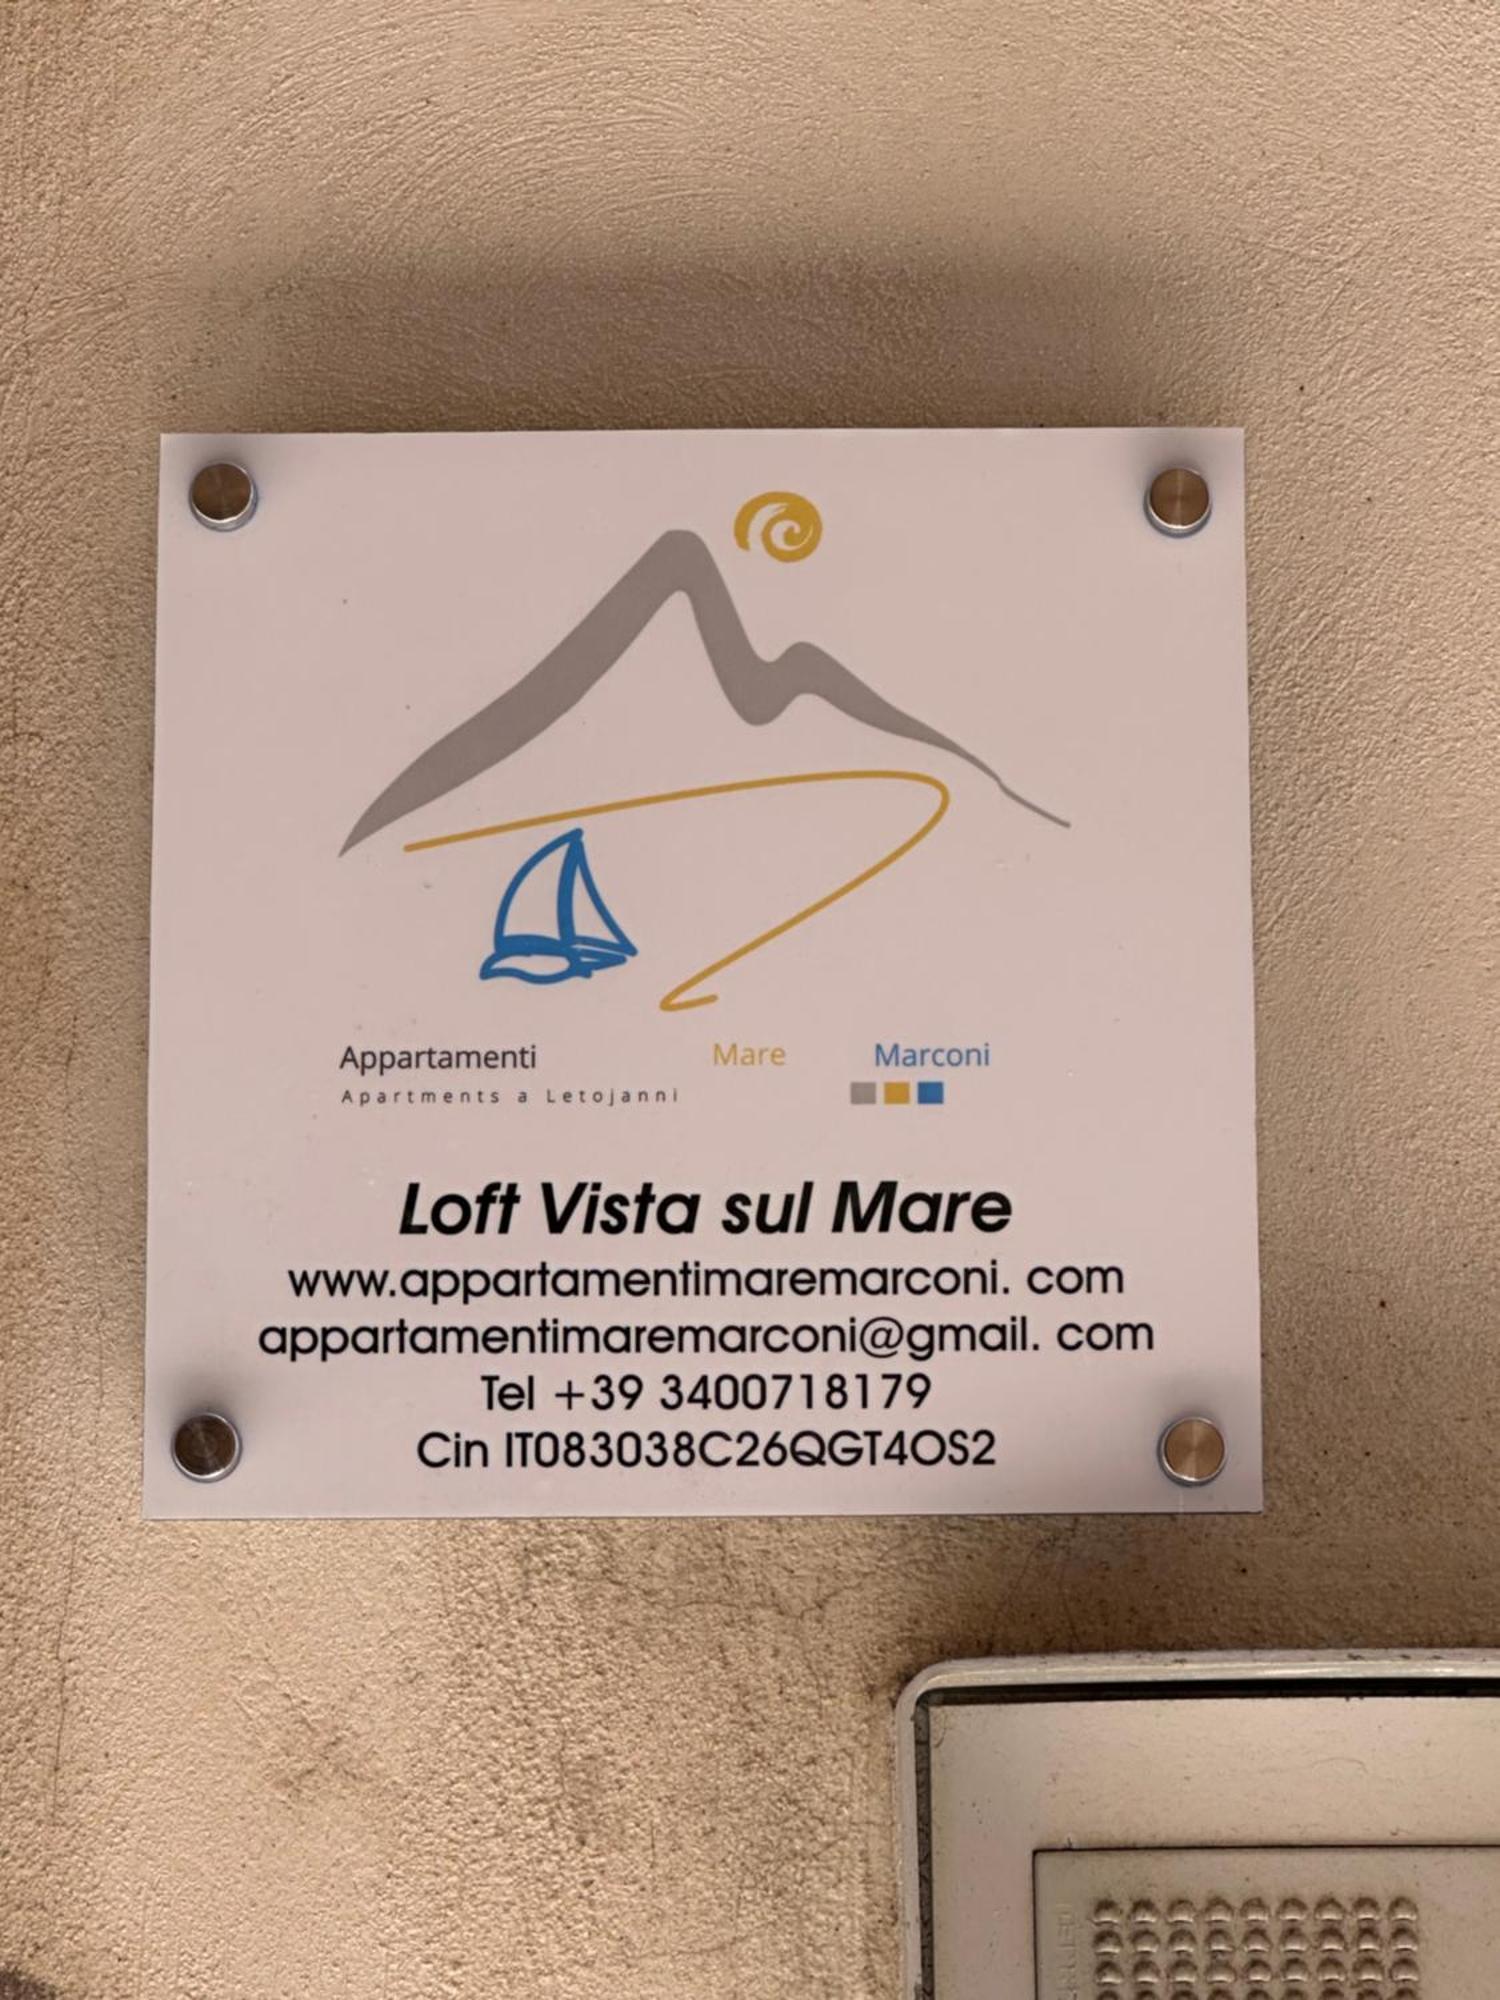 Appartamenti Mare Marconi
Apartments a Letojanni
Loft Vista sul Mare
www.appartamentimaremarconi. com
appartamentimaremarconi@gmail. com
Tel +39 3400718179
Cin IT083038C26QGT4OS2